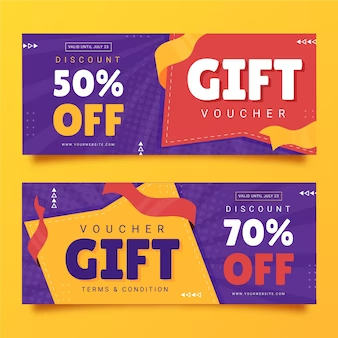 VALID UNTIL JULY 23
DISCOUNT
50%
OFF
WWW.YOURWEBSITE.COM
GIFT
VOUCHER
VOUCHER
GIFT
TERMS & CONDITION
VALID UNTIL JULY 23
DISCOUNT
70%
OFF
WWW.YOURWEBSITE.COM